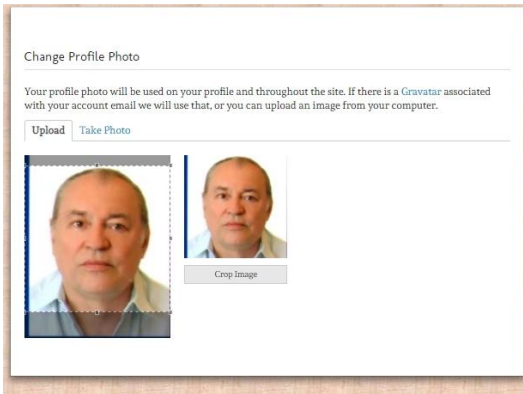 Change Profile Photo
Your profile photo will be used on your profile and throughout the site. If there is a Gravatar associated
with your account email we will use that, or you can upload an image from your computer.
Upload Take Photo
Crop Image